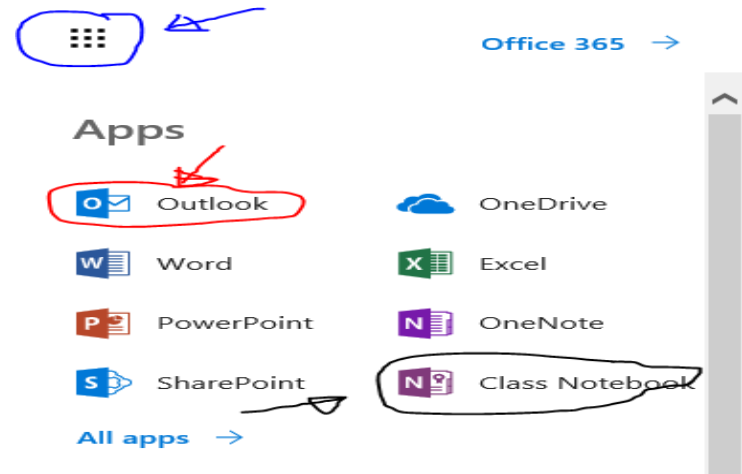 Office 365 →
Apps
Outlook
OneDrive
Word
Excel
PowerPoint
OneNote
SharePoint
Class Notebook
All apps →